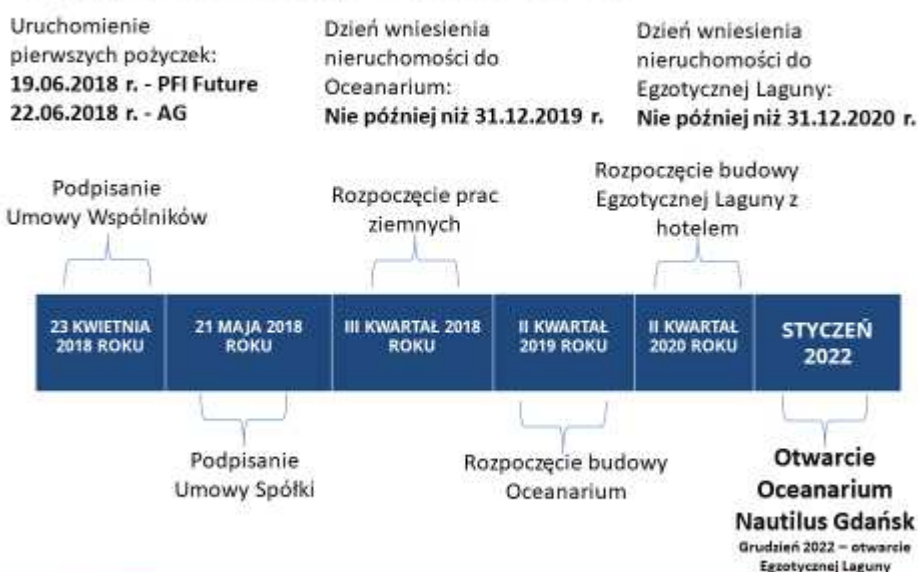 Uruchomienie
pierwszych pożyczek:
19.06.2018 r. - PFI Future
22.06.2018 r. - AG
Dzień wniesienia
nieruchomości do
Oceanarium:
Nie później niż 31.12.2019 r.
Dzień wniesienia
nieruchomości do
Egzotycznej Laguny:
Nie później niż 31.12.2020 r.
Podpisanie
Umowy Wspólników
Rozpoczęcie prac
ziemnych
Rozpoczęcie budowy
Egzotycznej Laguny z
hotelem
23 KWIETNIA
2018 ROKU
21 MAJA 2018
ROKU
III KWARTAŁ 2018
ROKU
II KWARTAŁ
2019 ROKU
II KWARTAŁ
2020 ROKU
STYCZEŃ
2022
Podpisanie
Umowy Spółki
Rozpoczęcie budowy
Oceanarium
Otwarcie
Oceanarium
Nautilus Gdańsk
Grudzień 2022 – otwarcie
Egzotycznej Laguny